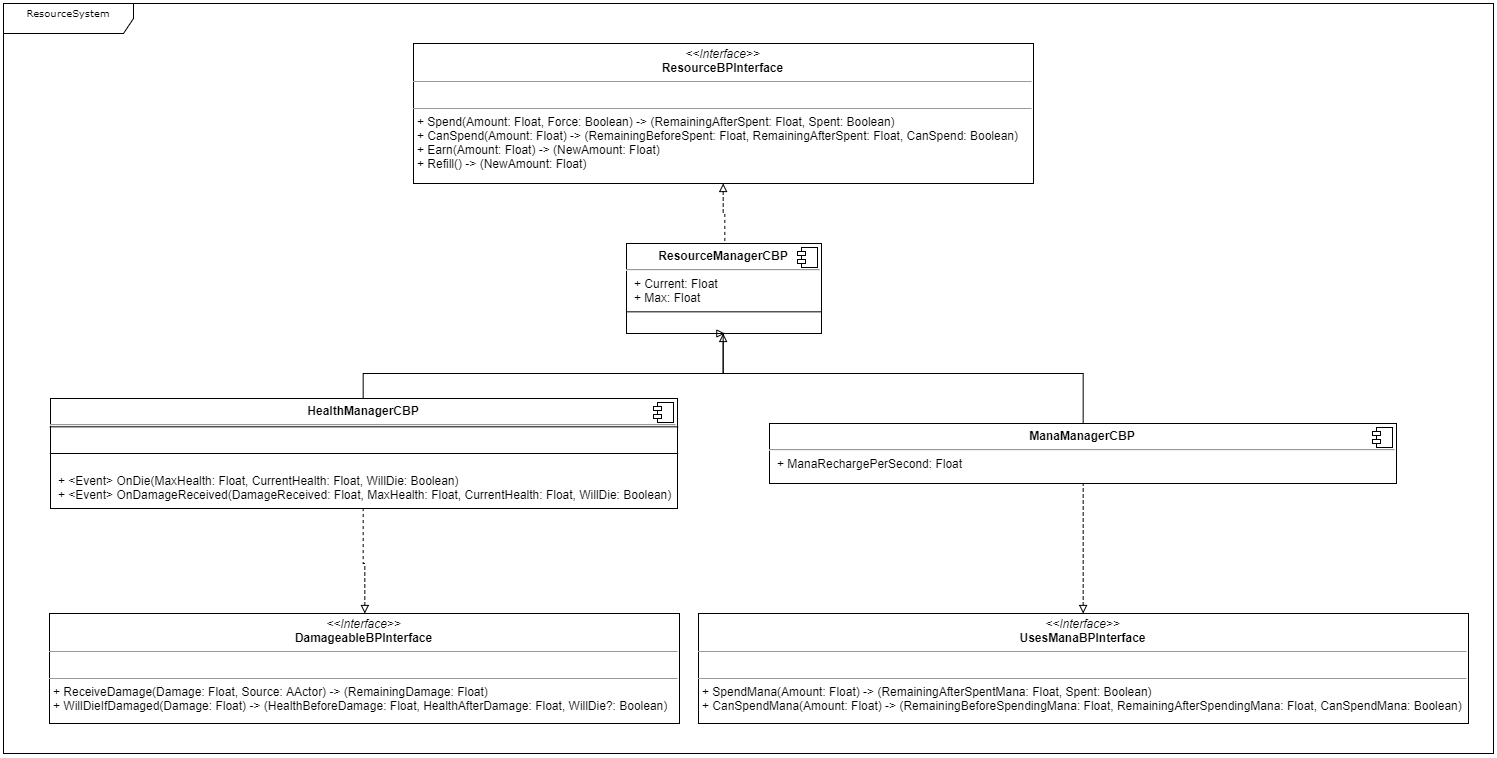 ResourceSystem
<<Interface>>
ResourceBPInterface
+ Spend(Amount: Float, Force: Boolean) -> (RemainingAfterSpent: Float, Spent: Boolean)
+ CanSpend(Amount: Float) -> (RemainingBeforeSpent: Float, RemainingAfterSpent: Float, CanSpend: Boolean)
+ Earn(Amount: Float) -> (NewAmount: Float)
+ Refill() -> (NewAmount: Float)
ResourceManagerCBP
+ Current: Float
+ Max: Float
HealthManagerCBP
+ <Event> OnDie(MaxHealth: Float, CurrentHealth: Float, WillDie: Boolean)
+ <Event> OnDamageReceived(DamageReceived: Float, MaxHealth: Float, CurrentHealth: Float, WillDie: Boolean)
ManaManagerCBP
+ ManaRechargePerSecond: Float
<<Interface>>
DamageableBPInterface
+ ReceiveDamage(Damage: Float, Source: AActor) -> (RemainingDamage: Float)
+ WillDieIfDamaged(Damage: Float) -> (HealthBeforeDamage: Float, HealthAfterDamage: Float, WillDie?: Boolean)
<<Interface>>
UsesManaBPInterface
+ SpendMana(Amount: Float) -> (RemainingAfterSpentMana: Float, Spent: Boolean)
+ CanSpendMana(Amount: Float) -> (RemainingBeforeSpendingMana: Float, RemainingAfterSpendingMana: Float, CanSpendMana: Boolean)